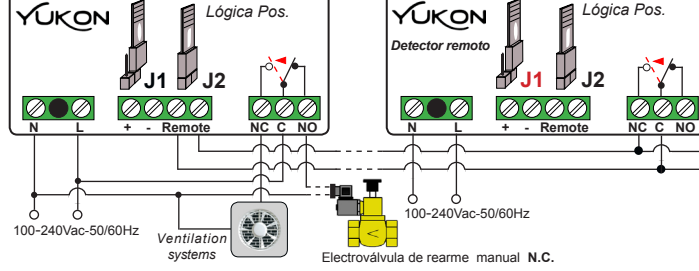 YUKON
Lógica Pos.
J1
J2
N
L
+ - Remote
NC C NO
100-240Vac-50/60Hz
Ventilation
systems
YUKON
Lógica Pos.
Detector remoto
J1
J2
N
L
+ - Remote
NC C NO
100-240Vac-50/60Hz
Electroválvula de rearme manual N.C.